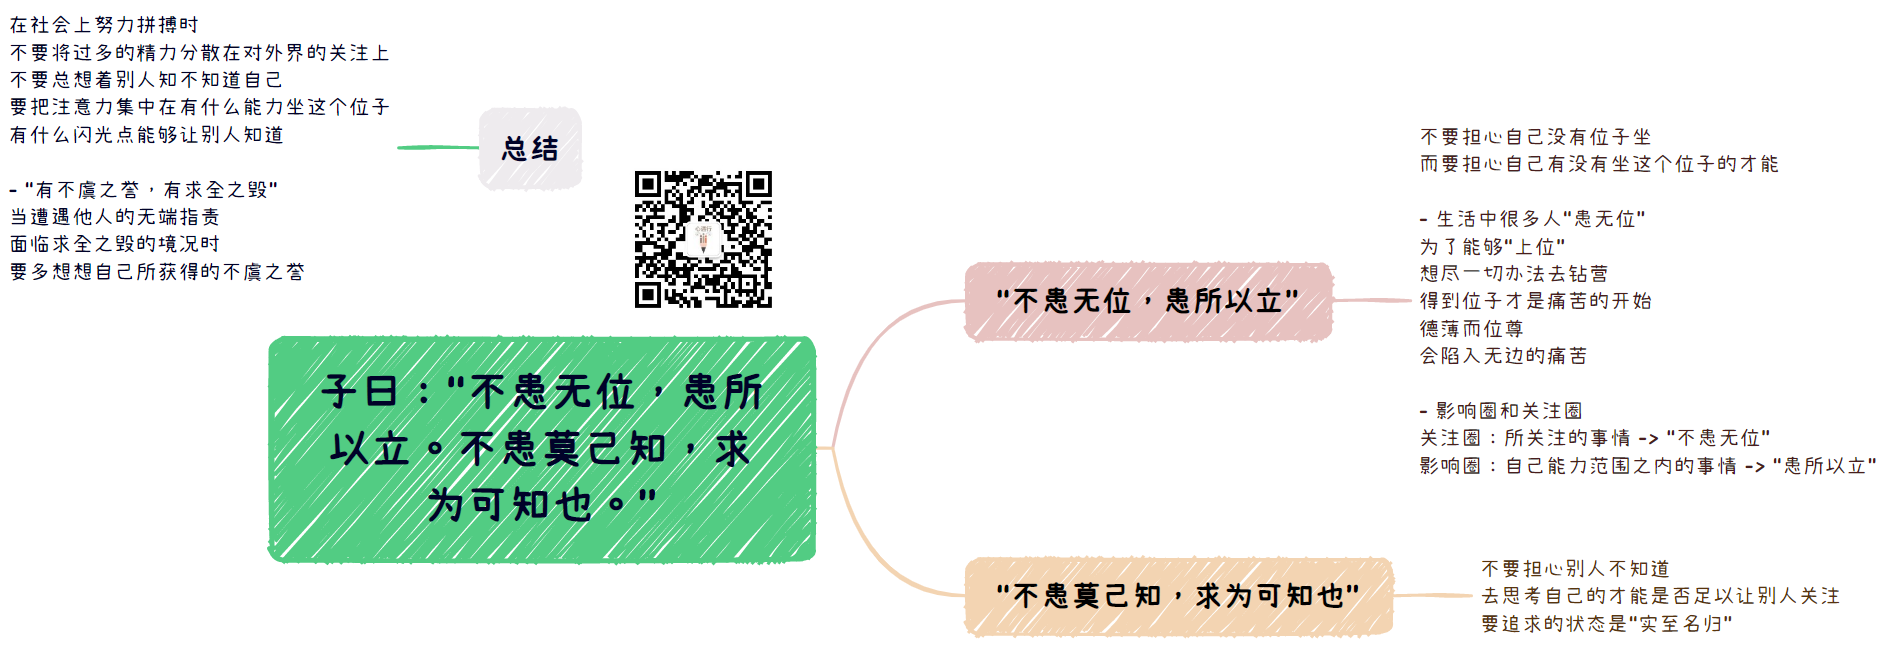 在社会上努力拼搏时
不要将过多的精力分散在对外界的关注上
不要总想着别人知不知道自己
要把注意力集中在有什么能力坐这个位子
有什么闪光点能够让别人知道
- "有不虞之誉，有求全之毁"
当遭遇他人的无端指责
面临求全之毁的境况时
要多想想自己所获得的不虞之誉
总结
子曰："不患无位，患所
以立。不患莫己知，求
为可知也。"
"不患无位，患所以立"
不要担心自己没有位子坐
而要担心自己有没有坐这个位子的才能
- 生活中很多人"患无位"
为了能够"上位"
想尽一切办法去钻营
得到位子才是痛苦的开始
德薄而位尊
会陷入无边的痛苦
- 影响圈和关注圈
关注圈：所关注的事情 -> "不患无位"
影响圈：自己能力范围之内的事情 -> "患所以立"
"不患莫己知，求为可知也"
不要担心别人不知道
去思考自己的才能是否足以让别人关注
要追求的状态是"实至名归"